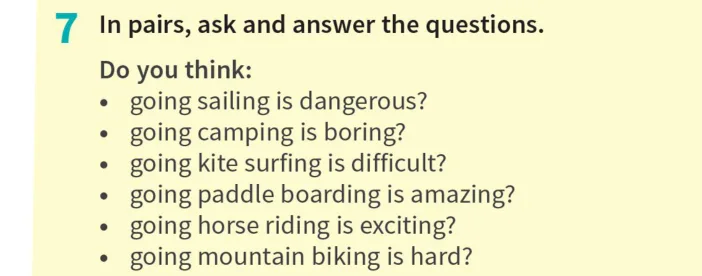 7 In pairs, ask and answer the questions.
Do you think:
• going sailing is dangerous?
• going camping is boring?
• going kite surfing is difficult?
• going paddle boarding is amazing?
• going horse riding is exciting?
• going mountain biking is hard?